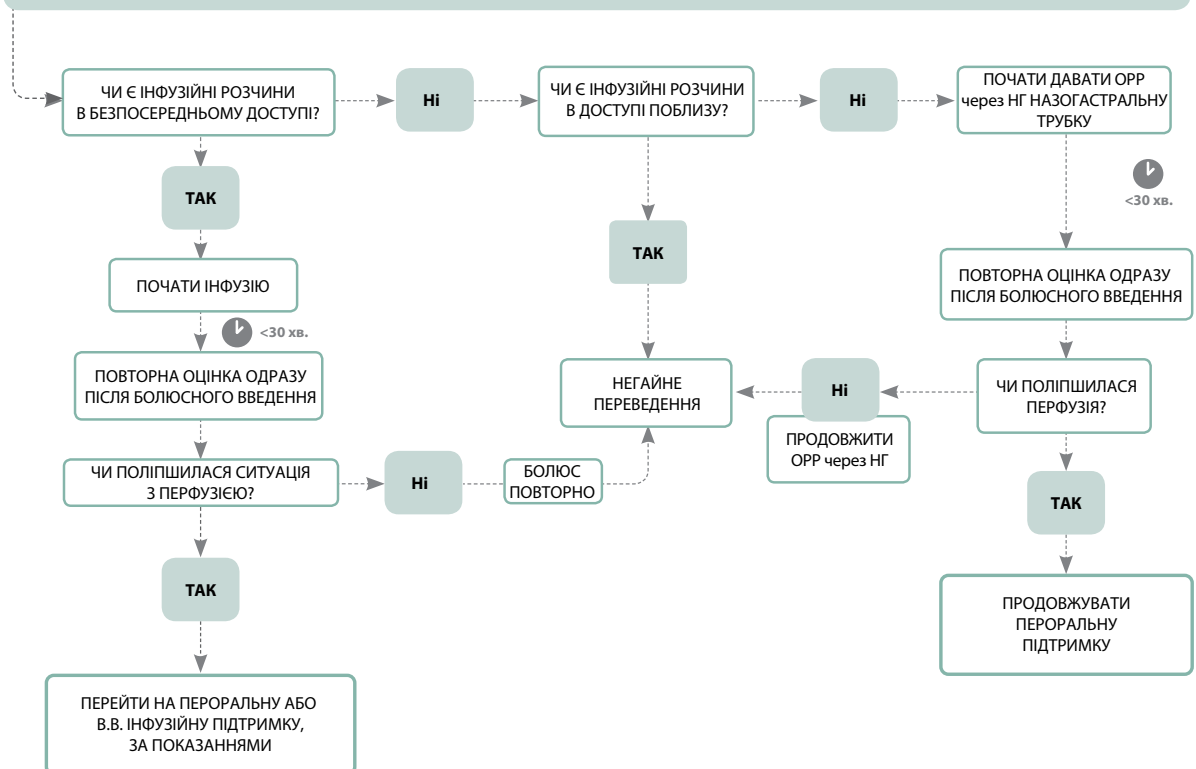 ЧИ Є ІНФУЗІЙНІ РОЗЧИНИ
В БЕЗПОСЕРЕДНЬОМУ ДОСТУПІ?
Ні
ЧИ Є ІНФУЗІЙНІ РОЗЧИНИ
В ДОСТУПІ ПОБЛИЗУ?
Ні
ПОЧАТИ ДАВАТИ ОРР
через НГ НАЗОГАСТРАЛЬНУ
ТРУБКУ
<30 хв.
ТАК
ТАК
ПОЧАТИ ІНФУЗІЮ
<30 хв.
ПОВТОРНА ОЦІНКА ОДРАЗУ
ПІСЛЯ БОЛЮСНОГО ВВЕДЕННЯ
ПОВТОРНА ОЦІНКА ОДРАЗУ
ПІСЛЯ БОЛЮСНОГО ВВЕДЕННЯ
НЕГАЙНЕ
ПЕРЕВЕДЕННЯ
Ні
ПРОДОВЖИТИ
ОРР через НГ
ЧИ ПОЛІПШИЛАСЯ
ПЕРФУЗІЯ?
ЧИ ПОЛІПШИЛАСЯ СИТУАЦІЯ
З ПЕРФУЗІЄЮ?
Ні
БОЛЮС
ПОВТОРНО
ТАК
ТАК
ПРОДОВЖУВАТИ
ПЕРОРАЛЬНУ
ПІДТРИМКУ
ПЕРЕЙТИ НА ПЕРОРАЛЬНУ АБО
В.В. ІНФУЗІЙНУ ПІДТРИМКУ,
ЗА ПОКАЗАННЯМИ